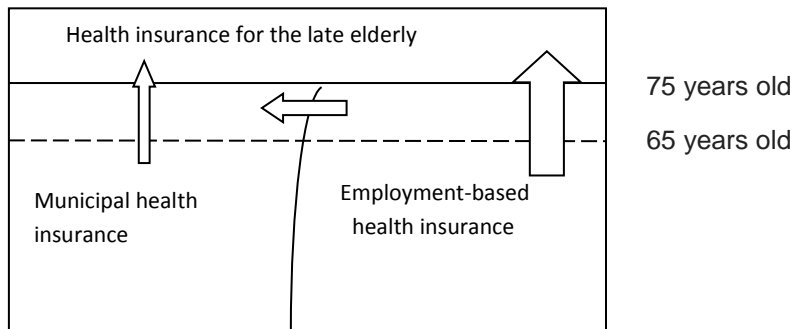 Health insurance for the late elderly
75 years old
65 years old
Municipal health
insurance
Employment-based
health insurance